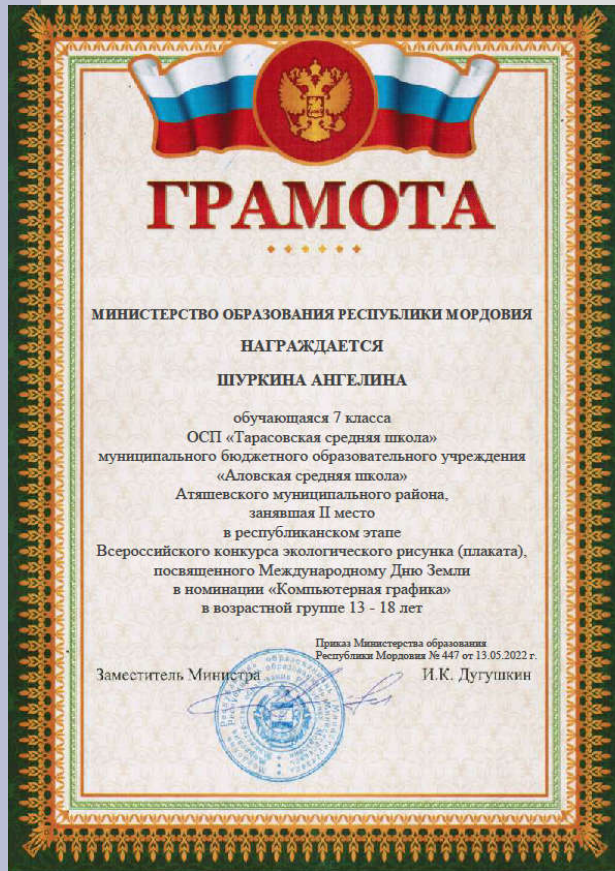 ГРАМОТА
МИНИСТЕРСТВО ОБРАЗОВАНИЯ РЕСПУБЛИКИ МОРДОВИЯ
НАГРАЖДАЕТСЯ
ШУРКИНА АНГЕЛИНА
обучающаяся 7 класса
ОСП «Тарасовская средняя школа»
муниципального бюджетного образовательного учреждения
«Аловская средняя школа»
Атяшевского муниципального района,
занявшая II место
в республиканском этапе
Всероссийского конкурса экологического рисунка (плаката),
посвященного Международному Дню Земли
в номинации «Компьютерная графика»
в возрастной группе 13 - 18 лет
Приказ Министерства образования
Республики Мордовия № 447 от 13.05.2022 г.
Заместитель Министра И.К. Дугушкин